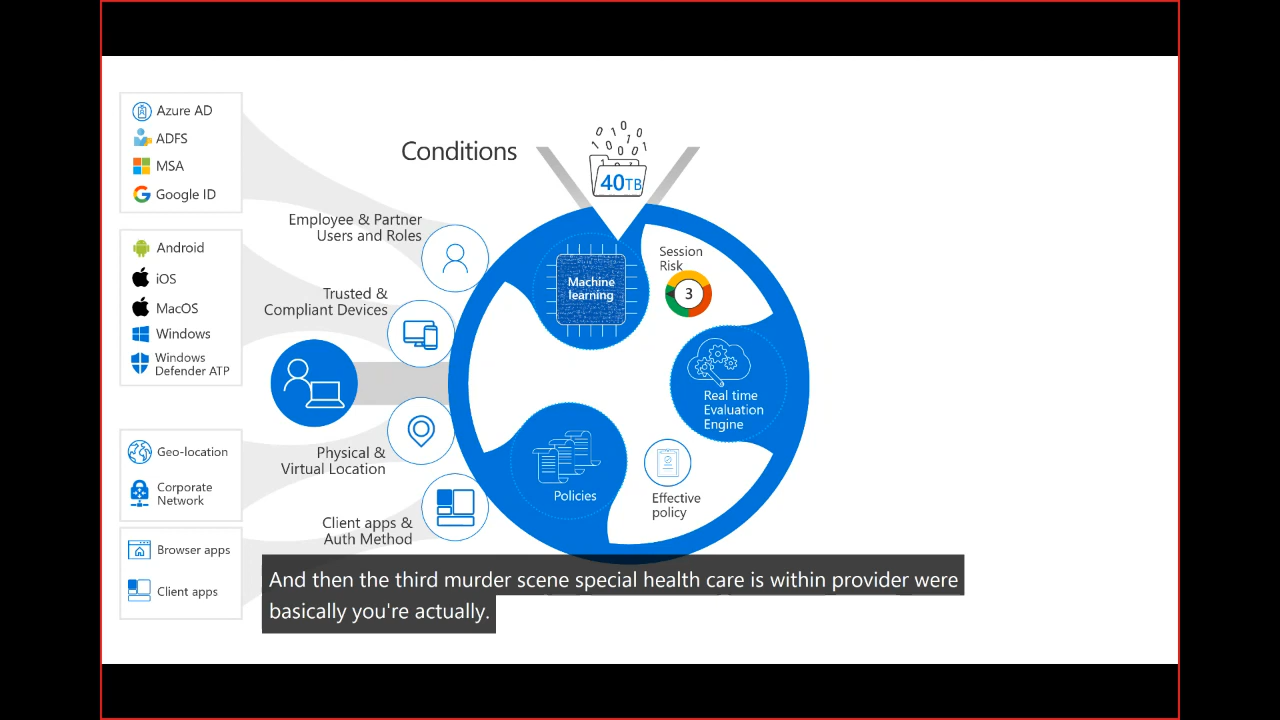 Azure AD
ADFS
MSA
Google ID
Android
iOS
MacOS
Windows
Windows
Defender ATP
Geo-location
Corporate
Network
Browser apps
Client apps
Conditions
Employee & Partner
Users and Roles
Trusted &
Compliant Devices
Physical &
Virtual Location
Client apps &
Auth Method
40TB
Machine
learning
Session
Risk
3
Real time
Evaluation
Engine
Policies
Effective
policy
And then the third murder scene special health care is within provider were
basically you're actually.